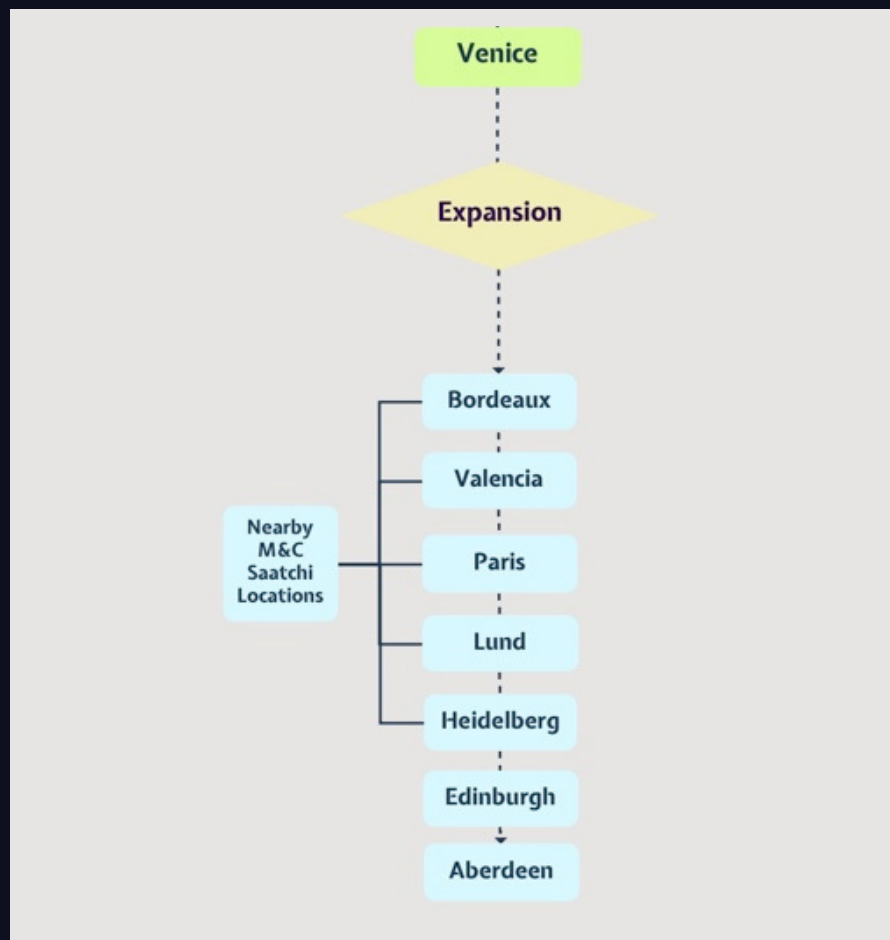 Venice
Expansion
Bordeaux
Valencia
Nearby
M&C
Saatchi
Locations
Paris
Lund
Heidelberg
Edinburgh
Aberdeen